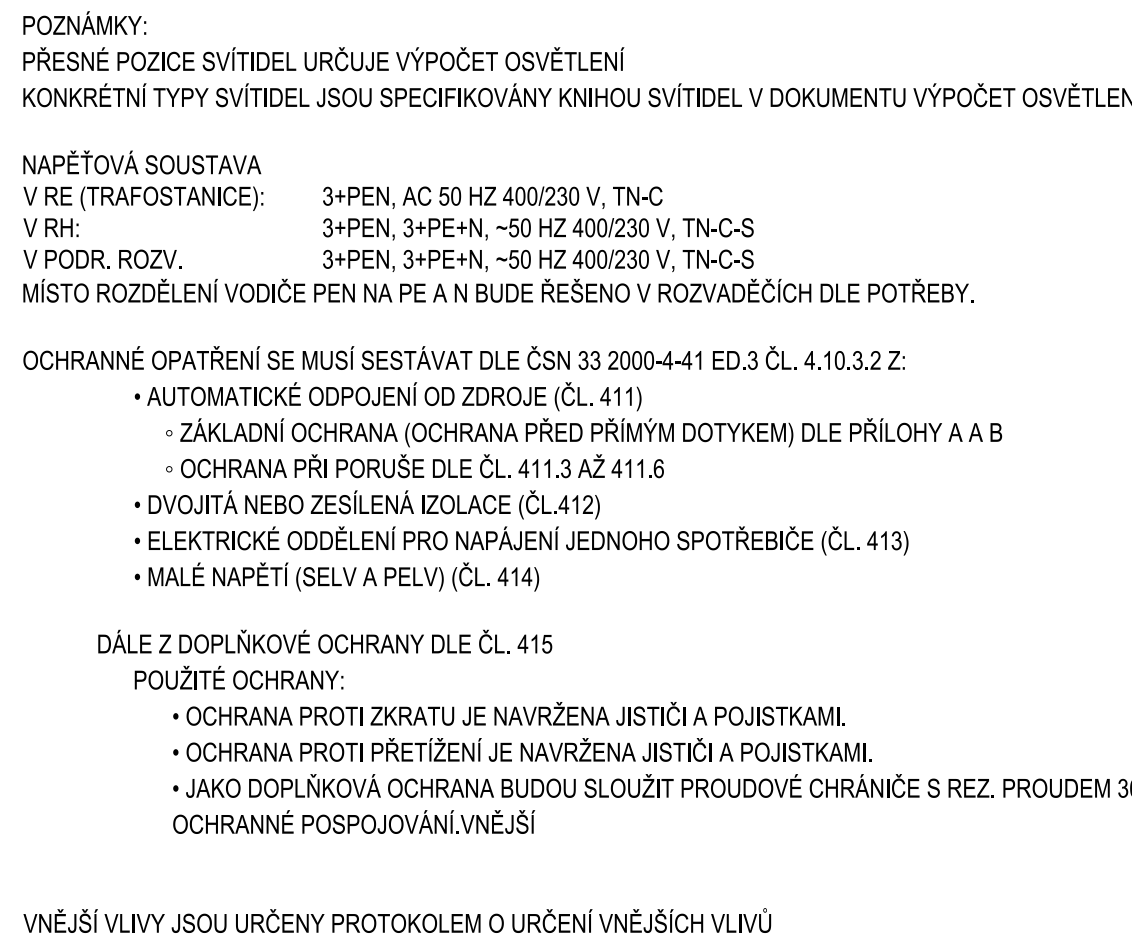 POZNÁMKY:
PŘESNÉ POZICE SVÍTIDEL URČUJE VÝPOČET OSVĚTLENÍ
KONKRÉTNÍ TYPY SVÍTIDEL JSOU SPECIFIKOVÁNY KNIHOU SVÍTIDEL V DOKUMENTU VÝPOČET OSVĚTLEN
NAPĚŤOVÁ SOUSTAVA
V RE (TRAFOSTANICE): 3+PEN, AC 50 HZ 400/230 V, TN-C
V RH: 3+PEN, 3+PE+N, ~50 HZ 400/230 V, TN-C-S
V PODR. ROZV. 3+PEN, 3+PE+N, ~50 HZ 400/230 V, TN-C-S
MÍSTO ROZDĚLENÍ VODIČE PEN NA PE A N BUDE ŘEŠENO V ROZVADĚČÍCH DLE POTŘEBY.
OCHRANNÉ OPATŘENÍ SE MUSÍ SESTÁVAT DLE ČSN 33 2000-4-41 ED.3 ČL. 4.10.3.2 Z:
• AUTOMATICKÉ ODPOJENÍ OD ZDROJE (ČL. 411)
◦ ZÁKLADNÍ OCHRANA (OCHRANA PŘED PŘÍMÝM DOTYKEM) DLE PŘÍLOHY A A B
◦ OCHRANA PŘI PORUŠE DLE ČL. 411.3 AŽ 411.6
• DVOJITÁ NEBO ZESÍLENÁ IZOLACE (ČL.412)
• ELEKTRICKÉ ODDĚLENÍ PRO NAPÁJENÍ JEDNOHO SPOTŘEBIČE (ČL. 413)
• MALÉ NAPĚTÍ (SELV A PELV) (ČL. 414)
DÁLE Z DOPLŇKOVÉ OCHRANY DLE ČL. 415
POUŽITÉ OCHRANY:
• OCHRANA PROTI ZKRATU JE NAVRŽENA JISTIČI A POJISTKAMI.
• OCHRANA PROTI PŘETÍŽENÍ JE NAVRŽENA JISTIČI A POJISTKAMI.
• JAKO DOPLŇKOVÁ OCHRANA BUDOU SLOUŽIT PROUDOVÉ CHRÁNIČE S REZ. PROUDEM
OCHRANNÉ POSPOJOVÁNÍ.VNĚJŠÍ
VNĚJŠÍ VLIVY JSOU URČENY PROTOKOLEM O URČENÍ VNĚJŠÍCH VLIVŮ